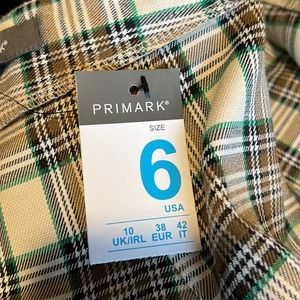 PRIMARK®
SIZE
6
USA
10 38 42
UK/IRL EUR IT